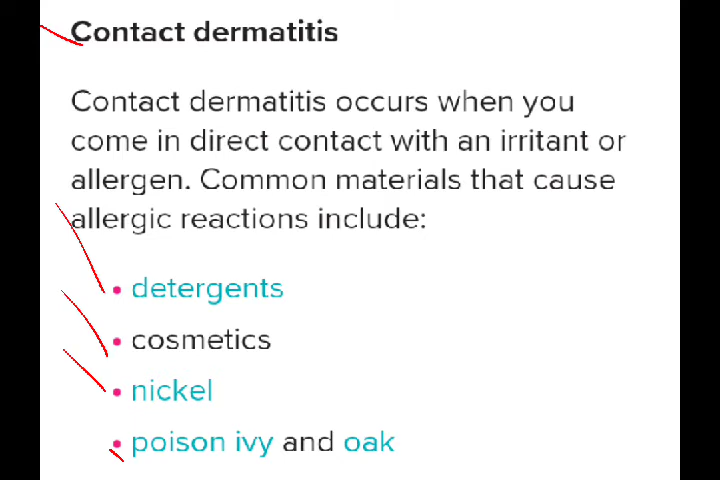 Contact dermatitis
Contact dermatitis occurs when you
come in direct contact with an irritant or
allergen. Common materials that cause
allergic reactions include:
• detergents
• cosmetics
• nickel
• poison ivy and oak